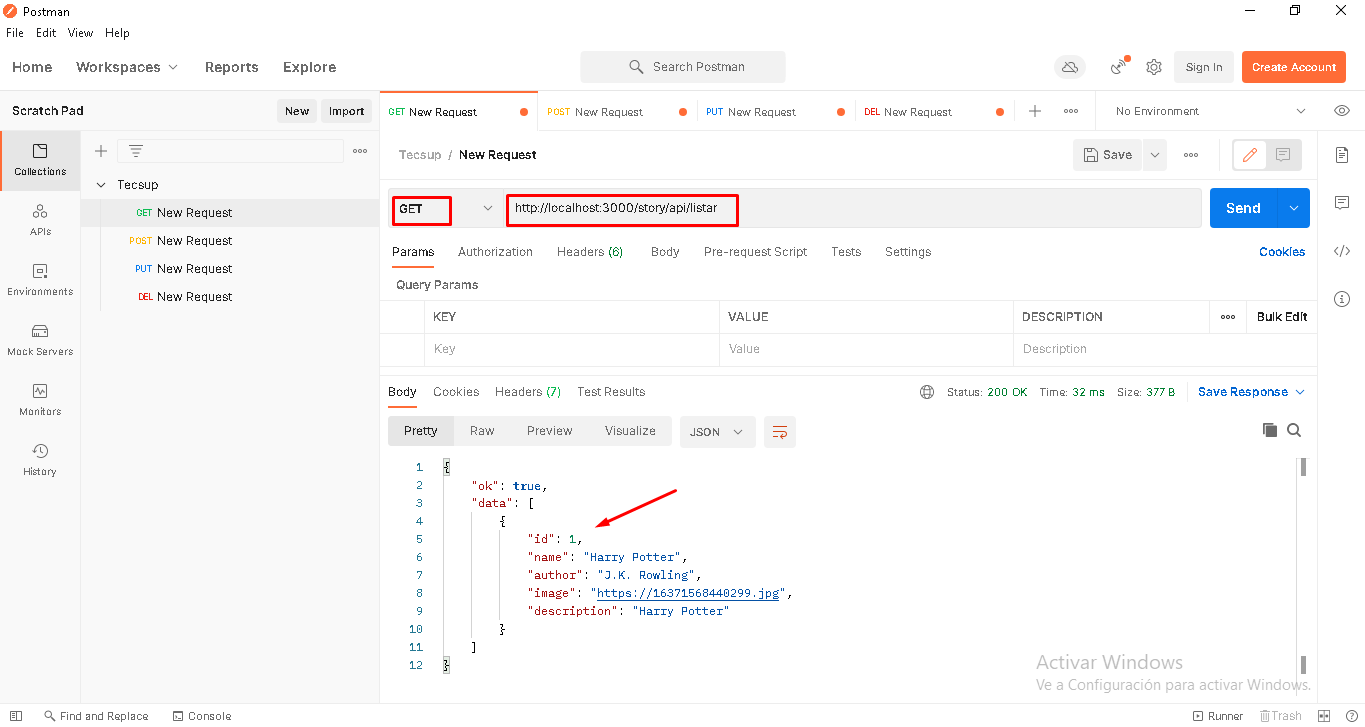 Postman
File Edit View Help
Home Workspaces Reports Explore Search Postman Sign In Create Account
Scratch Pad New Import GET New Request POST New Request PUT New Request DEL New Request No Environment
Collections
Tecsup / New Request Save
Tecsup
GET New Request
POST New Request
PUT New Request
DEL New Request
APIs
Environments
Mock Servers
Monitors
History
GET http://localhost:3000/story/api/listar Send
Params Authorization Headers (6) Body Pre-request Script Tests Settings Cookies
Query Params
KEY VALUE DESCRIPTION Bulk Edit
Key Value Description
Body Cookies Headers (7) Test Results Status: 200 OK Time: 32 ms Size: 377 B Save Response
Pretty Raw Preview Visualize JSON
1 {
2 "ok": true,
3 "data": [
4 {
5 "id": 1,
6 "name": "Harry Potter",
7 "author": "J.K. Rowling",
8 "image": "https://16371568440299.jpg",
9 "description": "Harry Potter"
10 }
11 ]
12 }
Activar Windows
Ve a Configuración para activar Windows.
Find and Replace Console Runner Trash